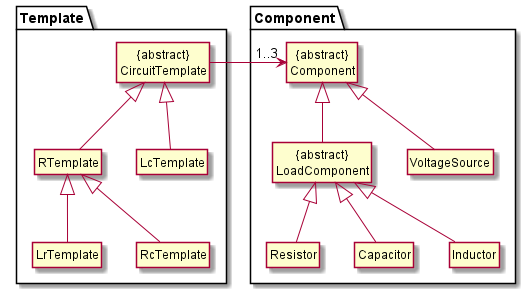 Template
Component
{abstract}
CircuitTemplate
1..3
{abstract}
Component
RTemplate
LcTemplate
{abstract}
LoadComponent
VoltageSource
LrTemplate
RcTemplate
Resistor
Capacitor
Inductor